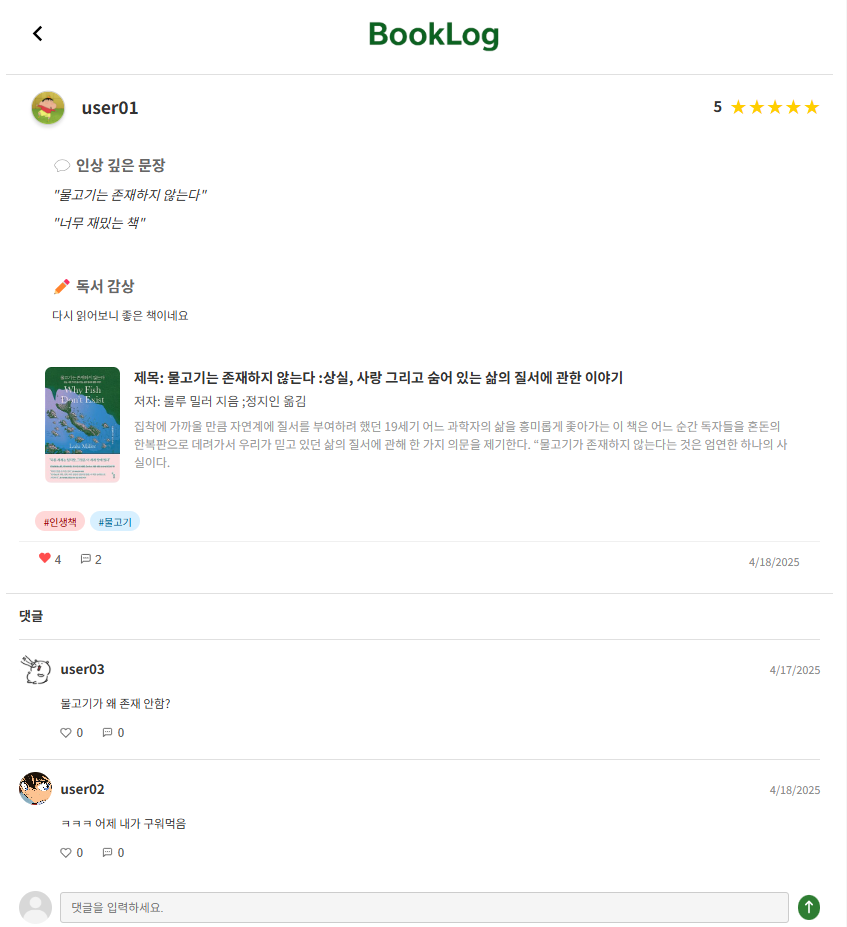 BookLog
user01
5 ★★★★★
인상 깊은 문장
"물고기는 존재하지 않는다"
"너무 재밌는 책"
독서 감상
다시 읽어보니 좋은 책이네요
물고기는 존재하지 않는다
Why Fish
Don't Exist
Lulu Miller
제목: 물고기는 존재하지 않는다 :상실, 사랑 그리고 숨어 있는 삶의 질서에 관한 이야기
저자: 룰루 밀러 지음 ;정지인 옮김
집착에 가까울 만큼 자연계에 질서를 부여하려 했던 19세기 어느 과학자의 삶을 흥미롭게 좇아가는 이 책은 어느 순간 독자들을 혼돈의
한복판으로 데려가서 우리가 믿고 있던 삶의 질서에 관해 한 가지 의문을 제기한다. “물고기가 존재하지 않는다는 것은 엄연한 하나의 사
실이다.
#인생책 #물고기
4 2
4/18/2025
댓글
user03
4/17/2025
물고기가 왜 존재 안함?
0 0
user02
4/18/2025
ㅋㅋㅋ 어제 내가 구워먹음
0 0
댓글을 입력하세요.